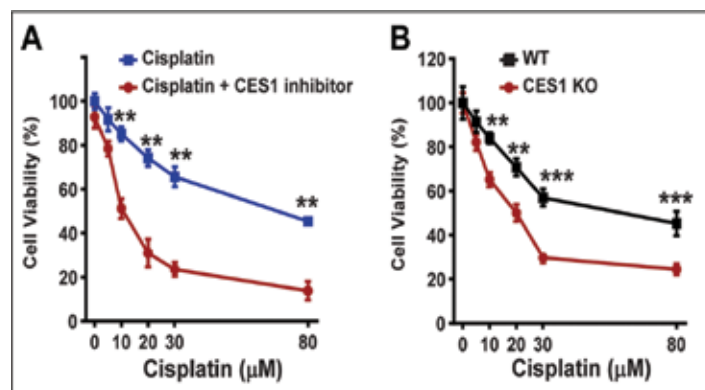 A
Cisplatin
Cisplatin + CES1 inhibitor
120
100
80
60
40
20
0
Cell Viability (%)
**
**
**
**
0 10 20 30 80
Cisplatin (μM)
B
WT
CES1 KO
120
100
80
60
40
20
0
Cell Viability (%)
**
**
***
***
0 10 20 30 80
Cisplatin (μM)